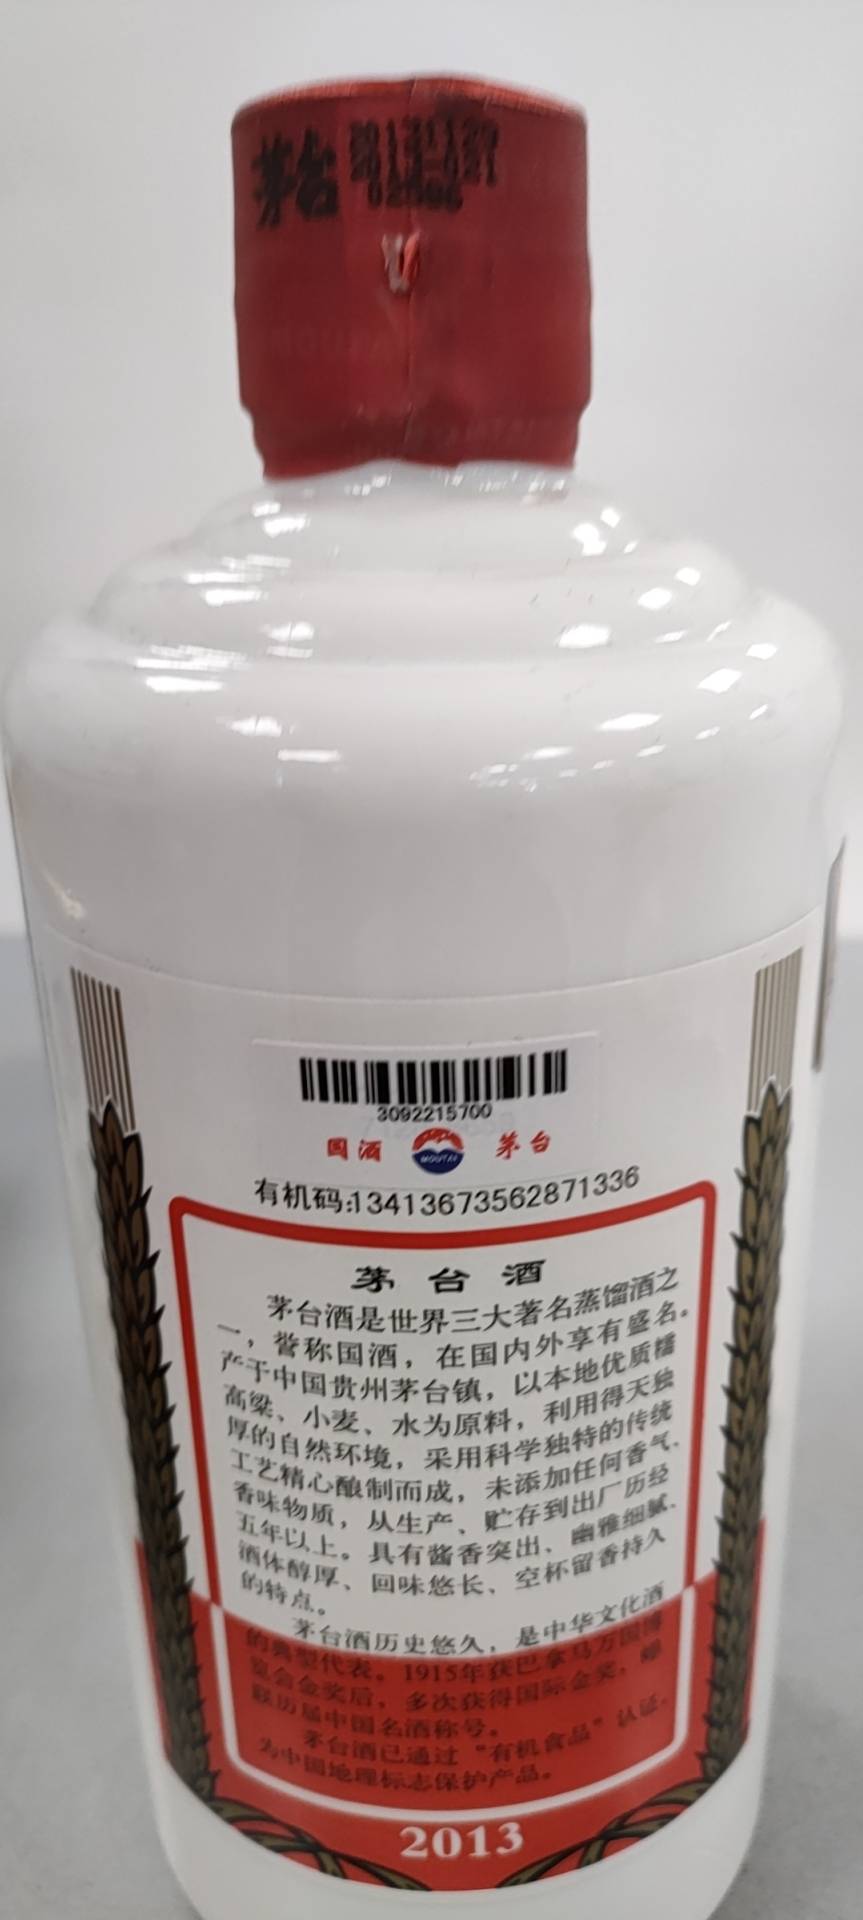 茅台
3092215700
国酒 MOUTAI 茅台
有机码:13413673562871336
茅台酒
茅台酒是世界三大著名蒸馏酒之
一，誉称国酒，在国内外享有盛名。
产于中国贵州茅台镇，以本地优质糯
高粱、小麦、水为原料，利用得天独
厚的自然环境，采用科学独特的传统
工艺精心酿制而成，未添加任何香气、
香味物质，从生产、贮存到出厂历经
五年以上。具有酱香突出、幽雅细腻、
酒体醇厚、回味悠长、空杯留香持久
的特点。
茅台酒历史悠久，是中华文化酒
的典型代表。1915年获巴拿马万国博
览会金奖后，多次获得国际金奖，蝉
联历届中国名酒称号。
茅台酒已通过“有机食品”认证，
为中国地理标志保护产品。
2013